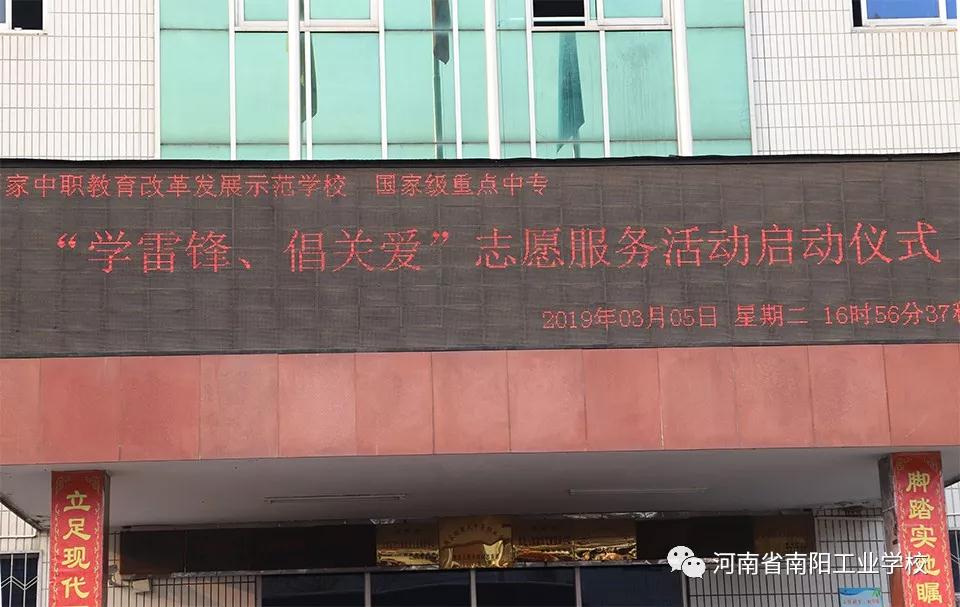 家中职教育改革发展示范学校 国家级重点中专
“学雷锋、倡关爱”志愿服务活动启动仪式
2019年03月05日 星期二 16时56分37秒
立足现代
脚踏实地瞩
河南省南阳工业学校